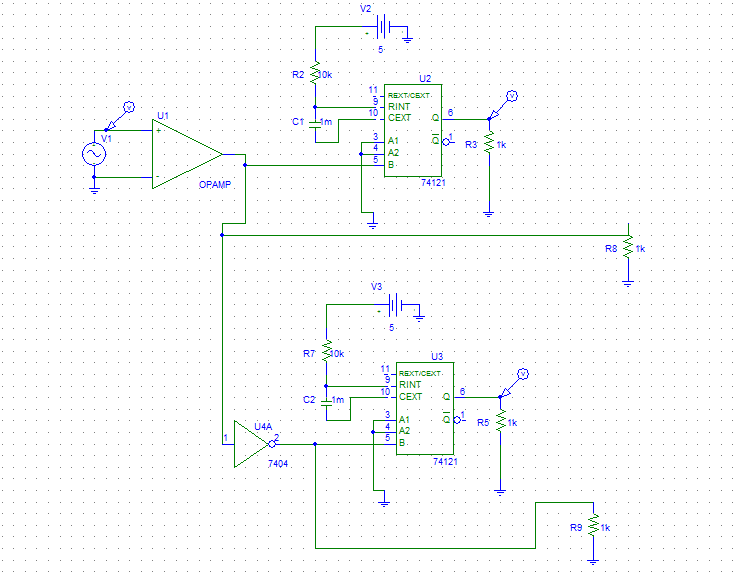 V2
+
5
R2 10k
U2
11 REXT/CEXT
9 RINT
10 CEXT
Q 6
C1 1m
3 A1
4 A2
5 B
Q 1
74121
V
R3 1k
V
V1
U1
+
-
OPAMP
R8 1k
V3
+
5
R7 10k
U3
11 REXT/CEXT
9 RINT
10 CEXT
Q 6
C2 1m
3 A1
4 A2
5 B
Q 1
74121
V
R5 1k
U4A
1 2
7404
R9 1k